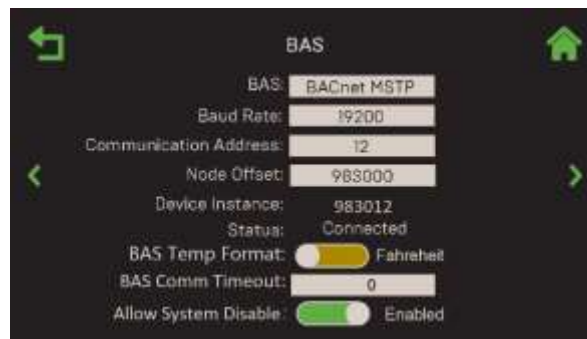 BAS
BAS: BACnet MSTP
Baud Rate: 19200
Communication Address: 12
Node Offset: 983000
Device Instance: 983012
Status: Connected
BAS Temp Format: Fahreheit
BAS Comm Timeout: 0
Allow System Disable: Enabled